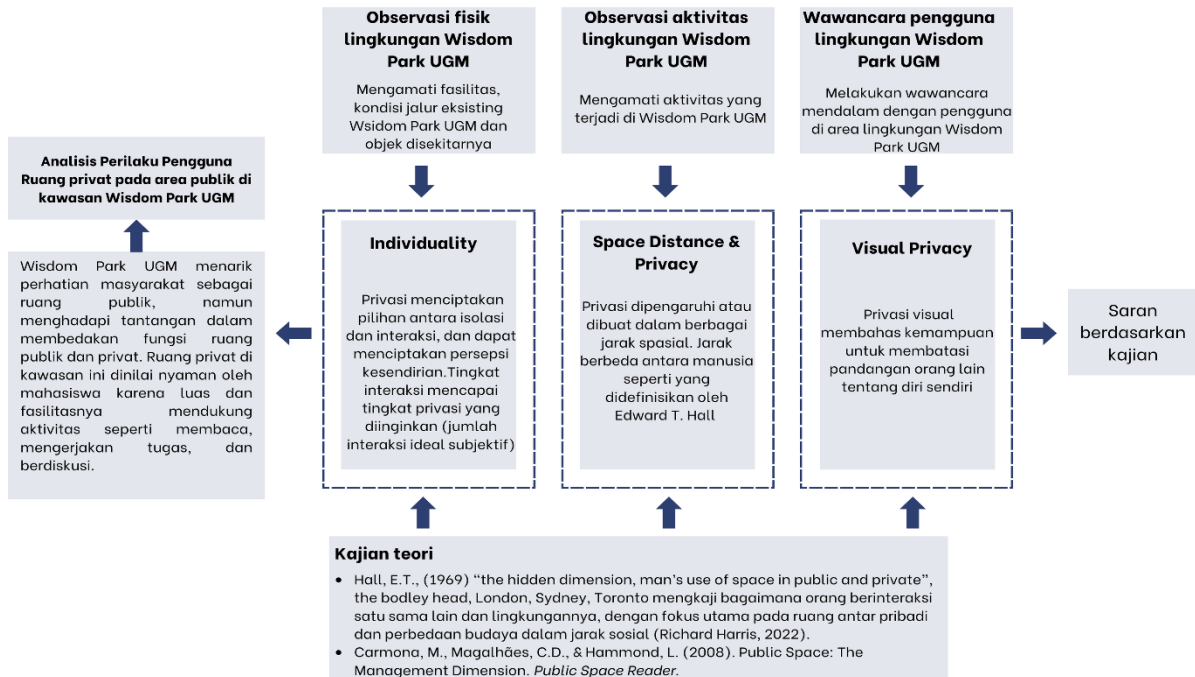 Observasi fisik
lingkungan Wisdom
Park UGM
Mengamati fasilitas,
kondisi jalur eksisting
Wsidom Park UGM dan
objek disekitarnya
Observasi aktivitas
lingkungan Wisdom
Park UGM
Mengamati aktivitas yang
terjadi di Wisdom Park UGM
Wawancara pengguna
lingkungan Wisdom
Park UGM
Melakukan wawancara
mendalam dengan pengguna
di area lingkungan Wisdom
Park UGM
Analisis Perilaku Pengguna
Ruang privat pada area publik di
kawasan Wisdom Park UGM
Wisdom Park UGM menarik
perhatian masyarakat sebagai
ruang publik, namun
menghadapi tantangan dalam
membedakan fungsi ruang
publik dan privat. Ruang privat di
kawasan ini dinilai nyaman oleh
mahasiswa karena luas dan
fasilitasnya mendukung
aktivitas seperti membaca,
mengerjakan tugas, dan
berdiskusi.
Individuality
Privasi menciptakan
pilihan antara isolasi
dan interaksi, dan dapat
menciptakan persepsi
kesendirian.Tingkat
interaksi mencapai
tingkat privasi yang
diinginkan (jumlah
interaksi ideal subjektif)
Space Distance &
Privacy
Privasi dipengaruhi atau
dibuat dalam berbagai
jarak spasial. Jarak
berbeda antara manusia
seperti yang
didefinisikan oleh
Edward T. Hall
Visual Privacy
Privasi visual
membahas kemampuan
untuk membatasi
pandangan orang lain
tentang diri sendiri
Saran
berdasarkan
kajian
Kajian teori
• Hall, E.T., (1969) “the hidden dimension, man’s use of space in public and private”,
the bodley head, London, Sydney, Toronto mengkaji bagaimana orang berinteraksi
satu sama lain dan lingkungannya, dengan fokus utama pada ruang antar pribadi
dan perbedaan budaya dalam jarak sosial (Richard Harris, 2022).
• Carmona, M., Magalhães, C.D., & Hammond, L. (2008). Public Space: The
Management Dimension. Public Space Reader.